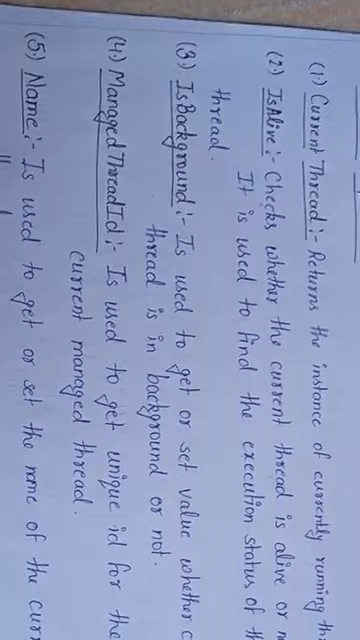 (1.) Current Thread :- Returns the instance of currently running
(2.) IsAlive :- Checks whether the current thread is alive or
It is used to find the execution status of
thread.
(3.) IsBackground :- Is used to get or set value whether
thread is in background or not.
(4.) ManagedThreadId :- Is used to get unique id for the
current managed thread.
(5.) Name :- Is used to get or set the name of the curr